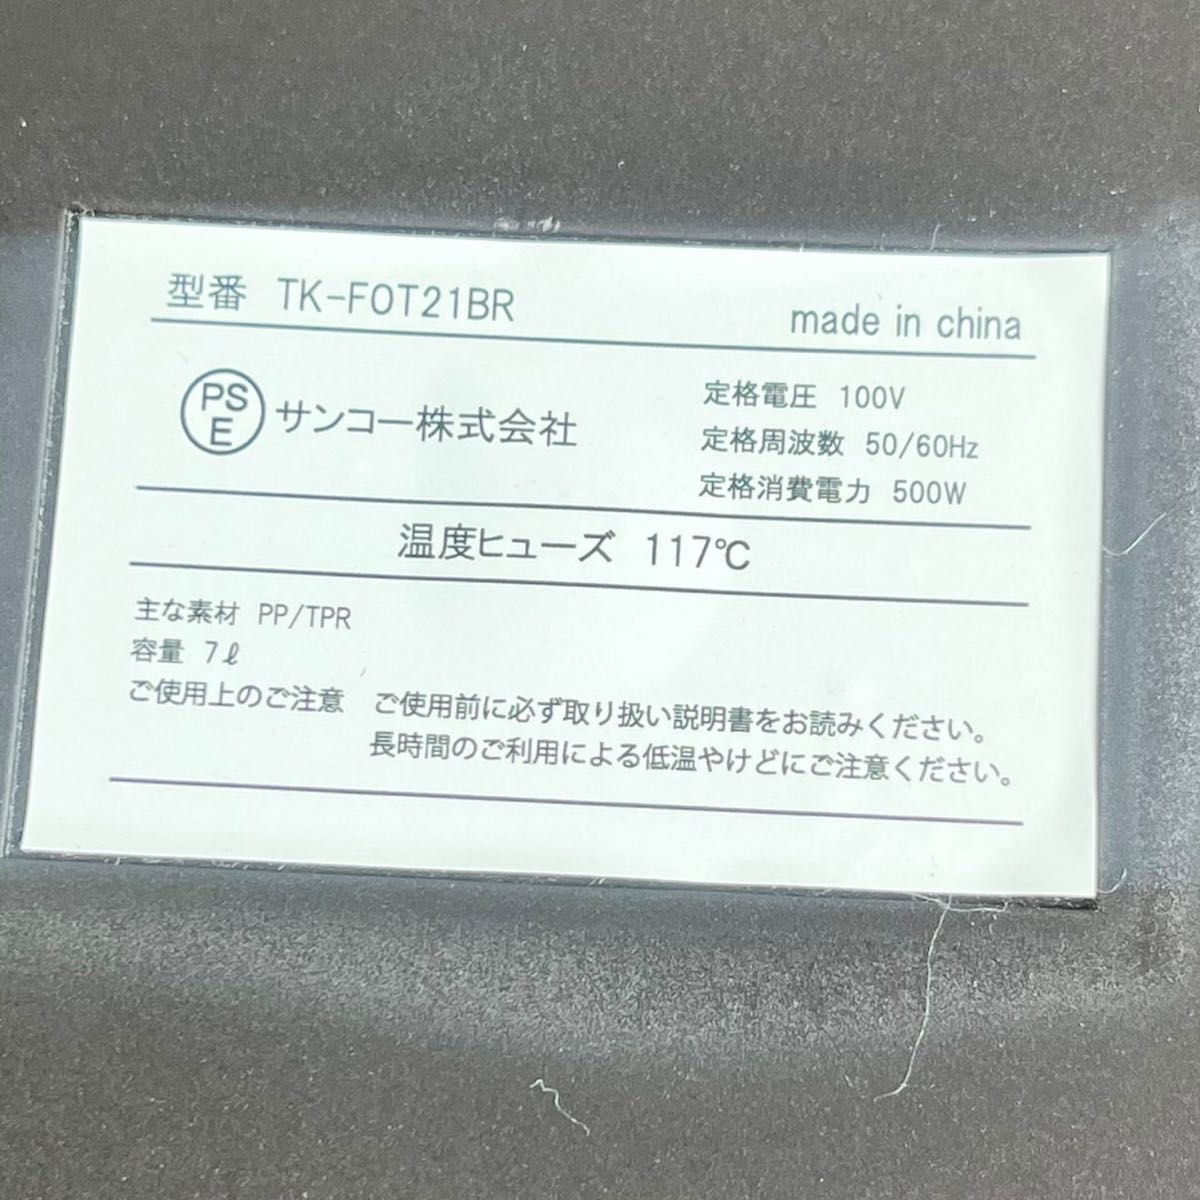 型番 TK-FOT21BR
made in china
PS
E
サンコー株式会社
定格電圧 100V
定格周波数 50/60Hz
定格消費電力 500W
温度ヒューズ 117℃
主な素材 PP/TPR
容量 7ℓ
ご使用上のご注意 ご使用前に必ず取り扱い説明書をお読みください。
長時間のご利用による低温やけどにご注意ください。